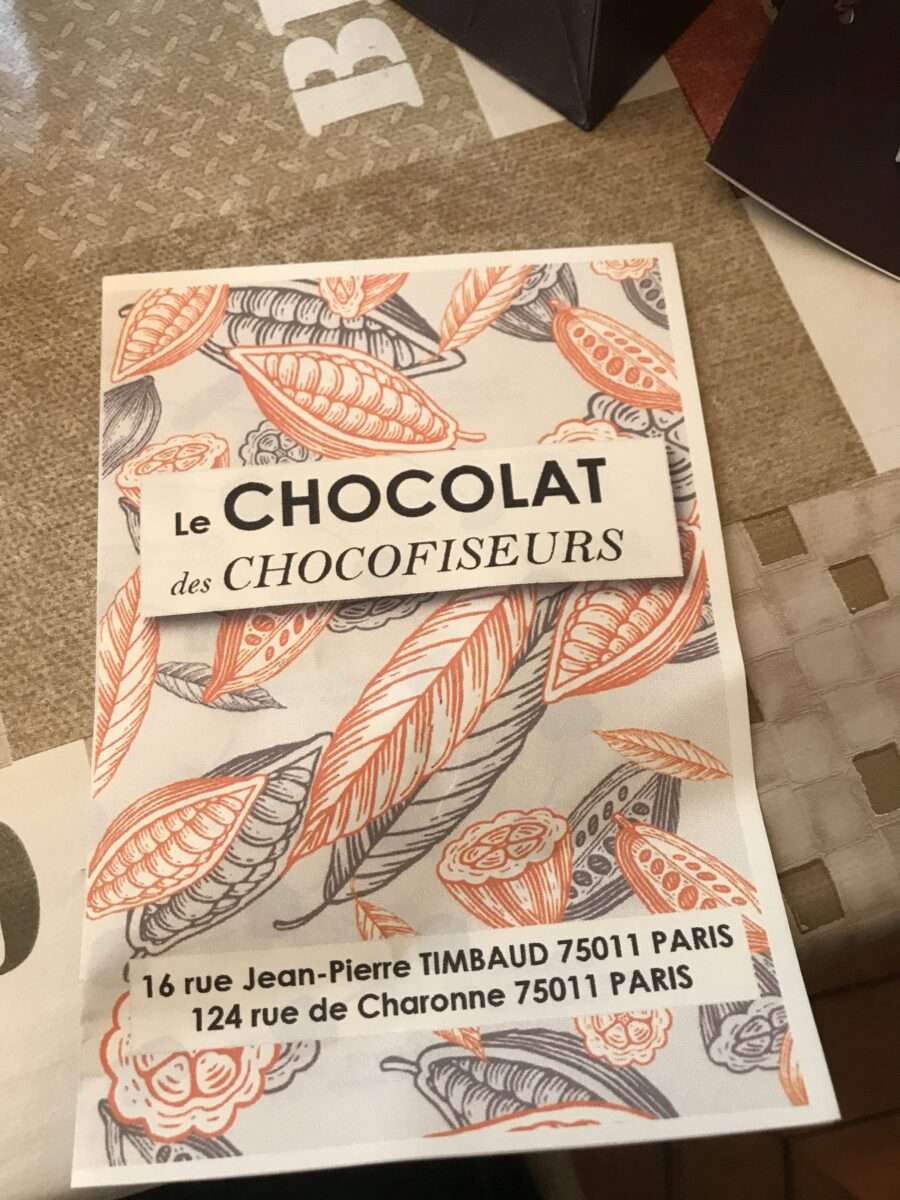 Le CHOCOLAT
des CHOCOFISEURS
16 rue Jean-Pierre TIMBAUD 75011 PARIS
124 rue de Charonne 75011 PARIS